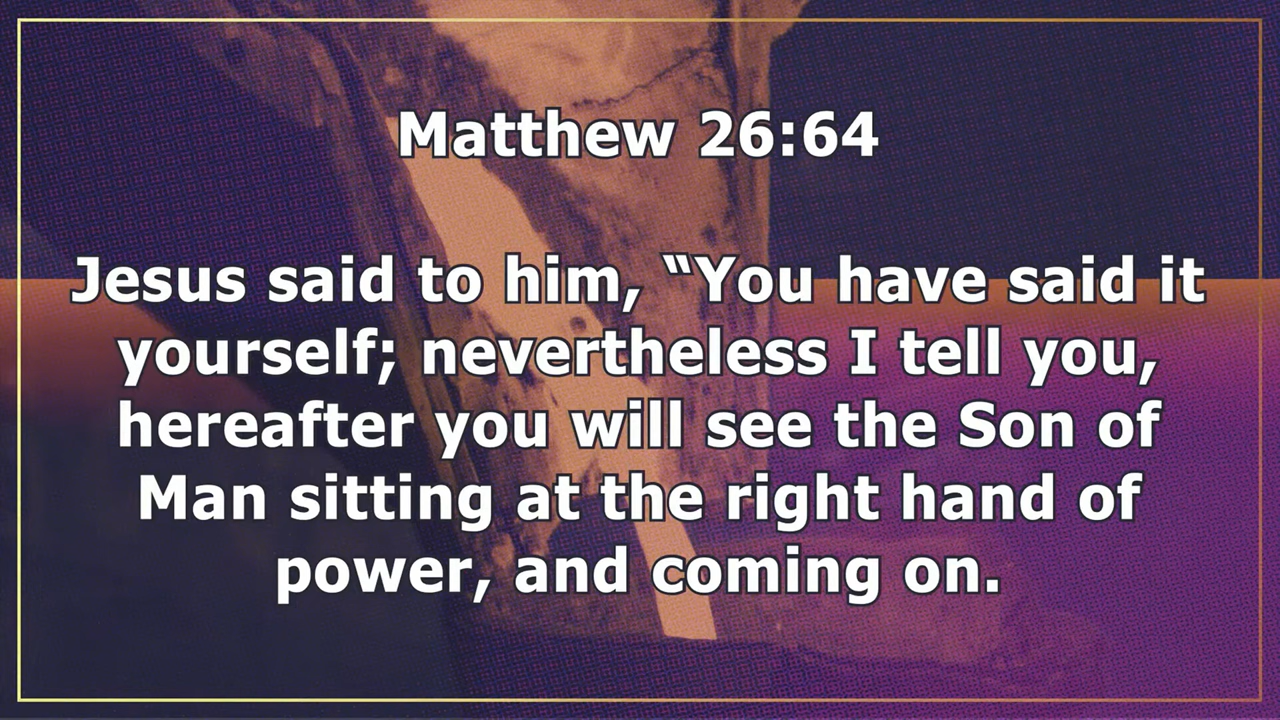 Matthew 26:64
Jesus said to him, “You have said it
yourself; nevertheless I tell you,
hereafter you will see the Son of
Man sitting at the right hand of
power, and coming on.